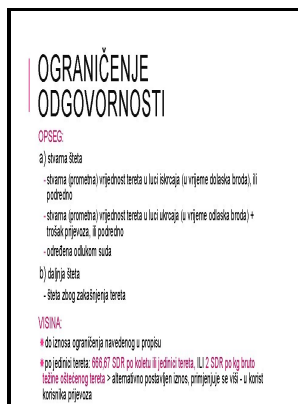 OGRANIČENJE
ODGOVORNOSTI
OPSEG:
a) stvarna šteta
- stvarna (prometna) vrijednost tereta u luci iskrcaja (u vrijeme dolaska broda), ili
podredno
- stvarna (prometna) vrijednost tereta u luci ukrcaja (u vrijeme odlaska broda) +
trošak prijevoza, ili podredno
- određena odlukom suda
b) daljnja šteta
- šteta zbog zakašnjenja tereta
VISINA:
*do iznosa ograničenja navedenog u propisu
*po jedinici tereta: 666,67 SDR po koletu ili jedinici tereta, ILI 2 SDR po kg bruto
težine oštećenog tereta > alternativno postavljen iznos, primjenjuje se viši - u korist
korisnika prijevoza